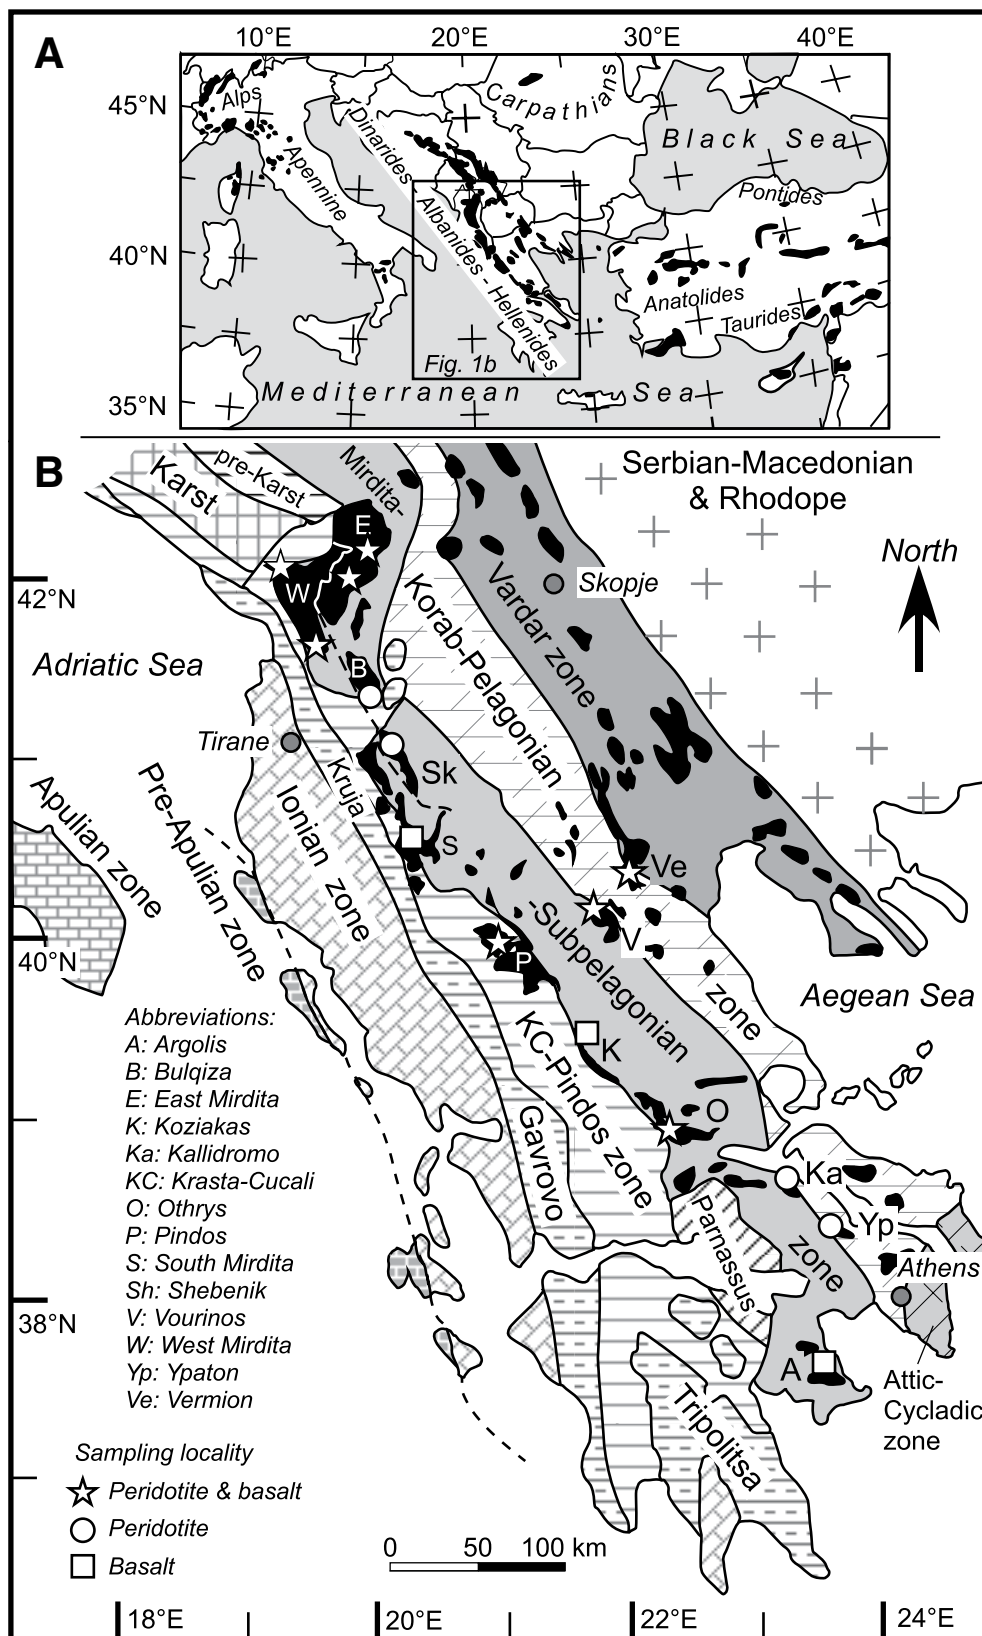 A
10°E
20°E
30°E
40°E
45°N
40°N
35°N
Alps
Carpathians
Black Sea
Dinarides
Apennine
Pontides
Albanides - Hellenides
Anatolides
Taurides
Fig. 1b
Mediterranean Sea
B
Karst
pre-Karst
Mirdita-
Serbian-Macedonian
& Rhodope
North
E
W
42°N
Skopje
Vardar zone
Korab-Pelagonian
Adriatic Sea
B
Tirane
Kruja
Sk
Ionian zone
Pre-Apulian zone
Apulian zone
S
Ve
V
-Subpelagonian
P
40°N
zone
Aegean Sea
K
KC-Pindos zone
Gavrovo
O
Ka
Yp
Parnassus
zone
Athens
38°N
A
Attic-
Cycladic
zone
Tripolitsa
Abbreviations:
A: Argolis
B: Bulqiza
E: East Mirdita
K: Koziakas
Ka: Kallidromo
KC: Krasta-Cucali
O: Othrys
P: Pindos
S: South Mirdita
Sh: Shebenik
V: Vourinos
W: West Mirdita
Yp: Ypaton
Ve: Vermion
Sampling locality
Peridotite & basalt
Peridotite
Basalt
0 50 100 km
18°E
20°E
22°E
24°E